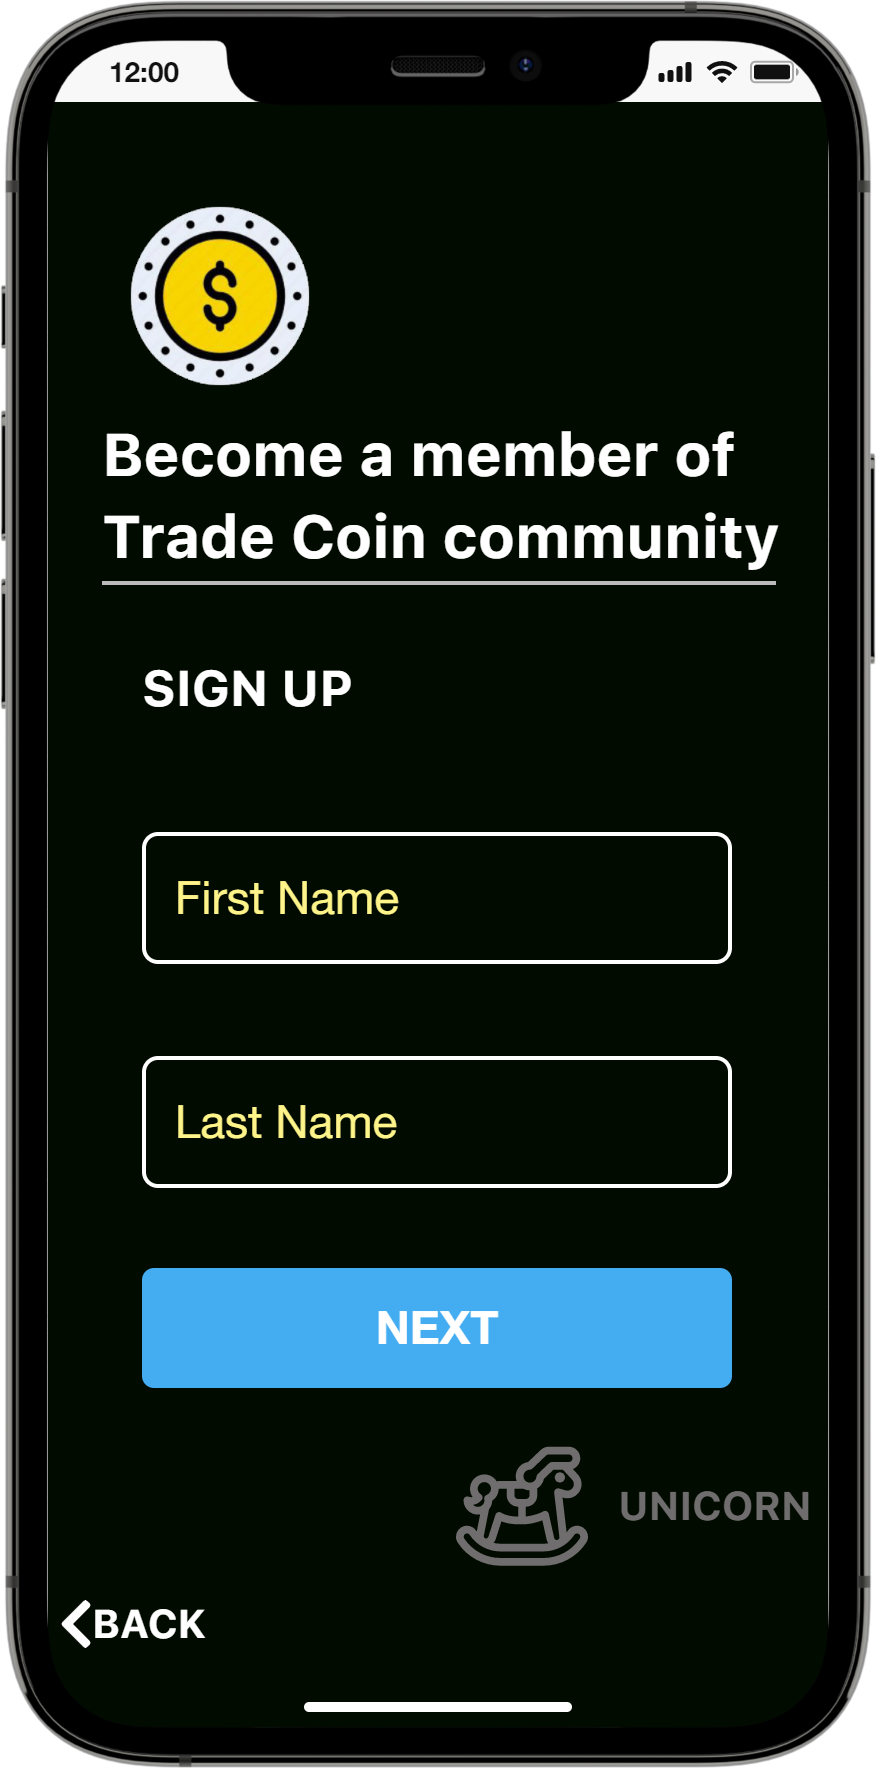 12:00
$
Become a member of
Trade Coin community
SIGN UP
First Name
Last Name
NEXT
UNICORN
BACK